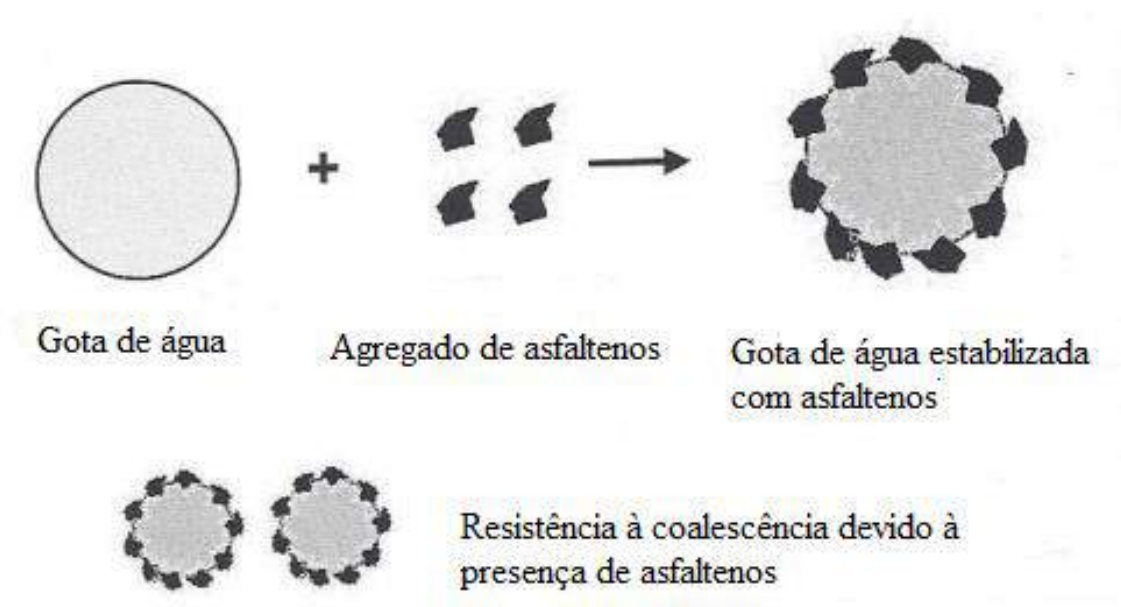 +
Gota de água
Agregado de asfaltenos
Gota de água estabilizada
com asfaltenos
Resistência à coalescência devido à
presença de asfaltenos